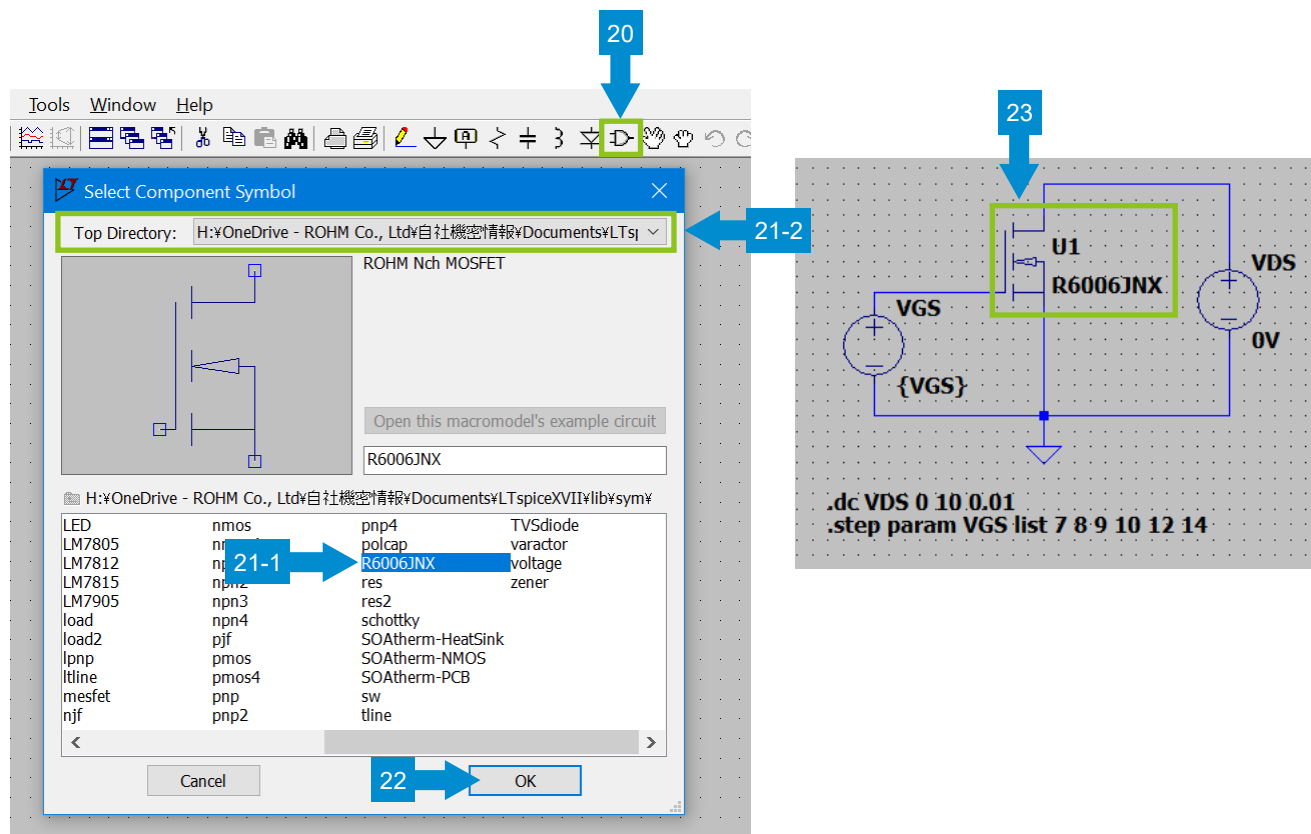 20
Tools Window Help
Select Component Symbol
Top Directory: H:¥OneDrive - ROHM Co., Ltd¥自社機密情報¥Documents¥LTs
21-2
ROHM Nch MOSFET
Open this macromodel's example circuit
R6006JNX
H:¥OneDrive - ROHM Co., Ltd¥自社機密情報¥Documents¥LTspiceXVII¥lib¥sym¥
LED nmos pnp4 TVSdiode
LM7805 polcap varactor
LM7812 21-1 R6006JNX voltage
LM7815 npn2 res zener
LM7905 npn3 res2
load npn4 schottky
load2 pjf SOAtherm-HeatSink
lpnp pmos SOAtherm-NMOS
ltline pmos4 SOAtherm-PCB
mesfet pnp sw
njf pnp2 tline
Cancel 22 OK
23
U1
R6006JNX
VDS
0V
VGS
{VGS}
.dc VDS 0 10 0.01
.step param VGS list 7 8 9 10 12 14